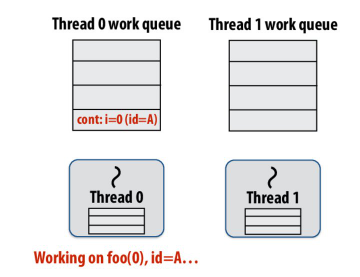 Thread 0 work queue
Thread 1 work queue
cont: i=0 (id=A)
Thread 0
Thread 1
Working on foo(0), id=A…